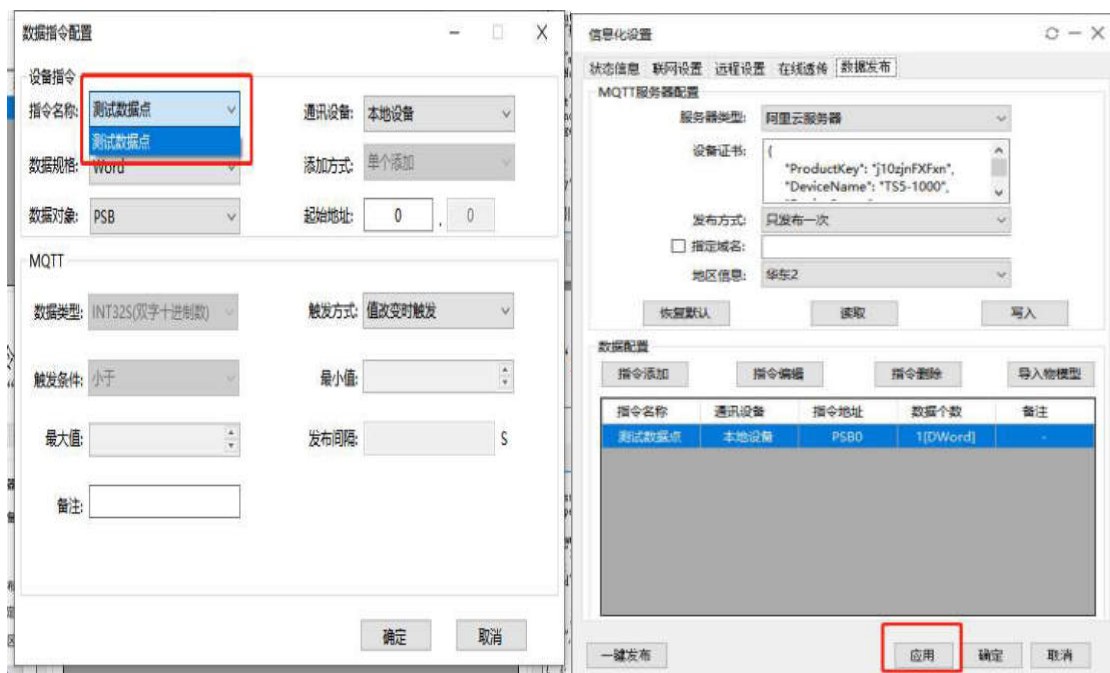 数据指令配置
设备指令
指令名称: 测试数据点 通讯设备: 本地设备
测试数据点
数据规格: Word 添加方式: 单个添加
数据对象: PSB 起始地址: 0 . 0
MQTT
数据类型: INT32S(双字十进制数) 触发方式: 值改变时触发
触发条件: 小于 最小值:
最大值: 发布间隔: S
备注:
确定 取消
信息化设置
状态信息 联网设置 远程设置 在线透传 数据发布
MQTT服务器配置
服务器类型: 阿里云服务器
设备证书: {
"ProductKey": "j10zjnFXFxn",
"DeviceName": "TS5-1000",
发布方式: 只发布一次
指定域名:
地区信息: 华东2
恢复默认 读取 写入
数据配置
指令添加 指令编辑 指令删除 导入物模型
指令名称 通讯设备 指令地址 数据个数 备注
测试数据点 本地设备 PSB0 1[DWord] -
一键发布 应用 确定 取消